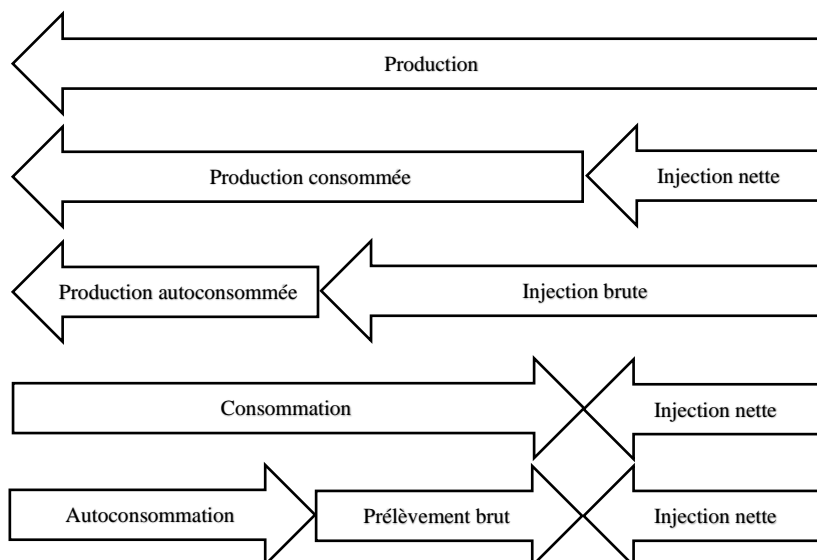 Production
Production consommée
Injection nette
Production autoconsommée
Injection brute
Consommation
Injection nette
Autoconsommation
Prélèvement brut
Injection nette